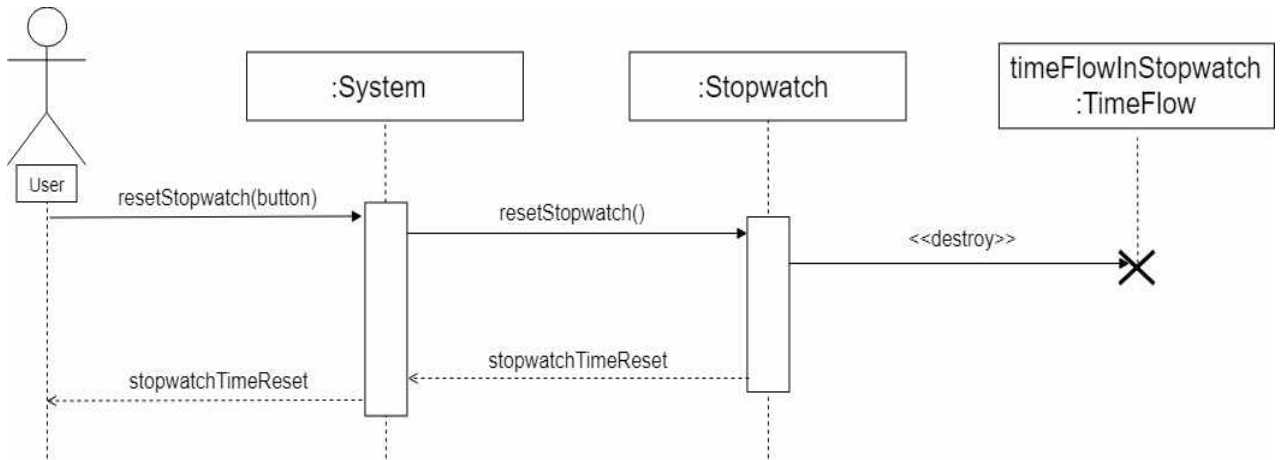 :System
:Stopwatch
timeFlowInStopwatch
:TimeFlow
User
resetStopwatch(button)
resetStopwatch()
<<destroy>>
stopwatchTimeReset
stopwatchTimeReset